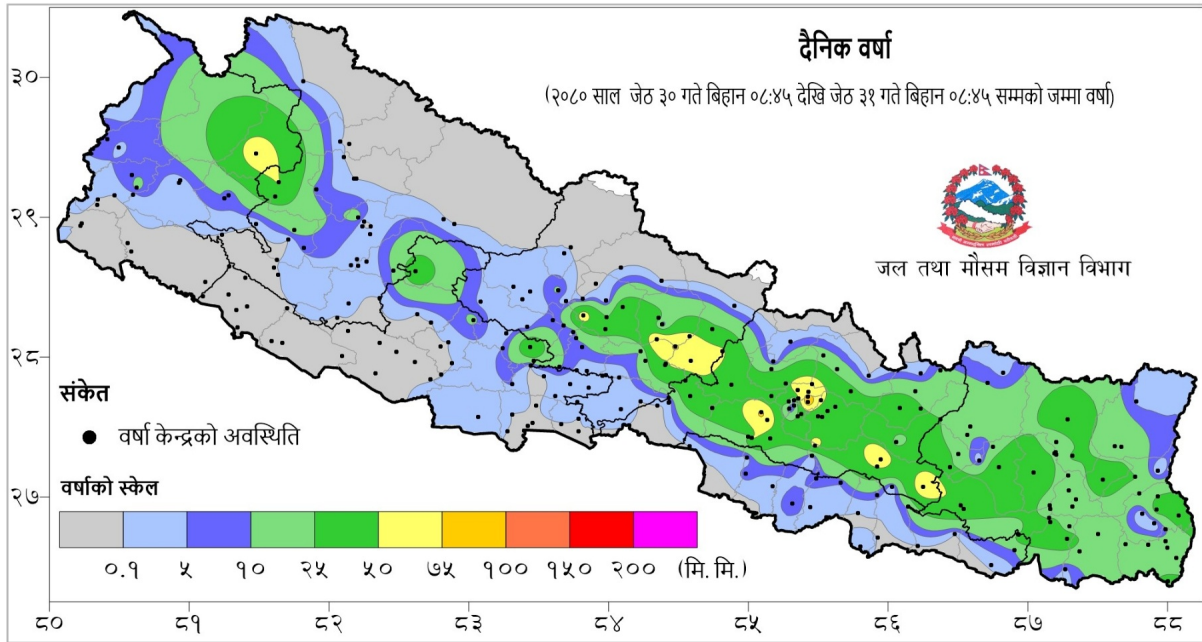 दैनिक वर्षा
(२०८० साल जेठ ३० गते बिहान ०८:४५ देखि जेठ ३१ गते बिहान ०८:४५ सम्मको जम्मा वर्षा)
जल तथा मौसम विज्ञान विभाग
३०
२९
२८
२७
संकेत
वर्षा केन्द्रको अवस्थिति
वर्षाको स्केल
०.१ ५ १० २५ ५० ७५ १०० १५० २०० (मि.मि.)
८० ८१ ८२ ८३ ८४ ८५ ८६ ८७ ८८